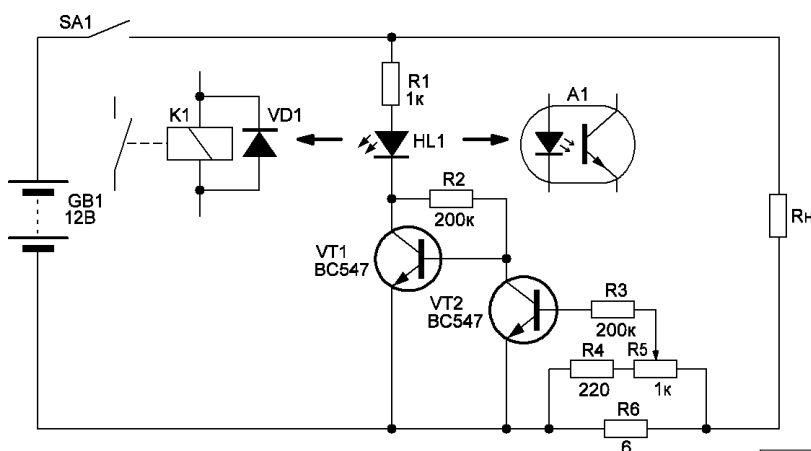 SA1
R1
1к
K1
VD1
HL1
A1
GB1
12В
R2
200к
Rн
VT1
BC547
VT2
BC547
R3
200к
R4
220
R5
1к
R6
6